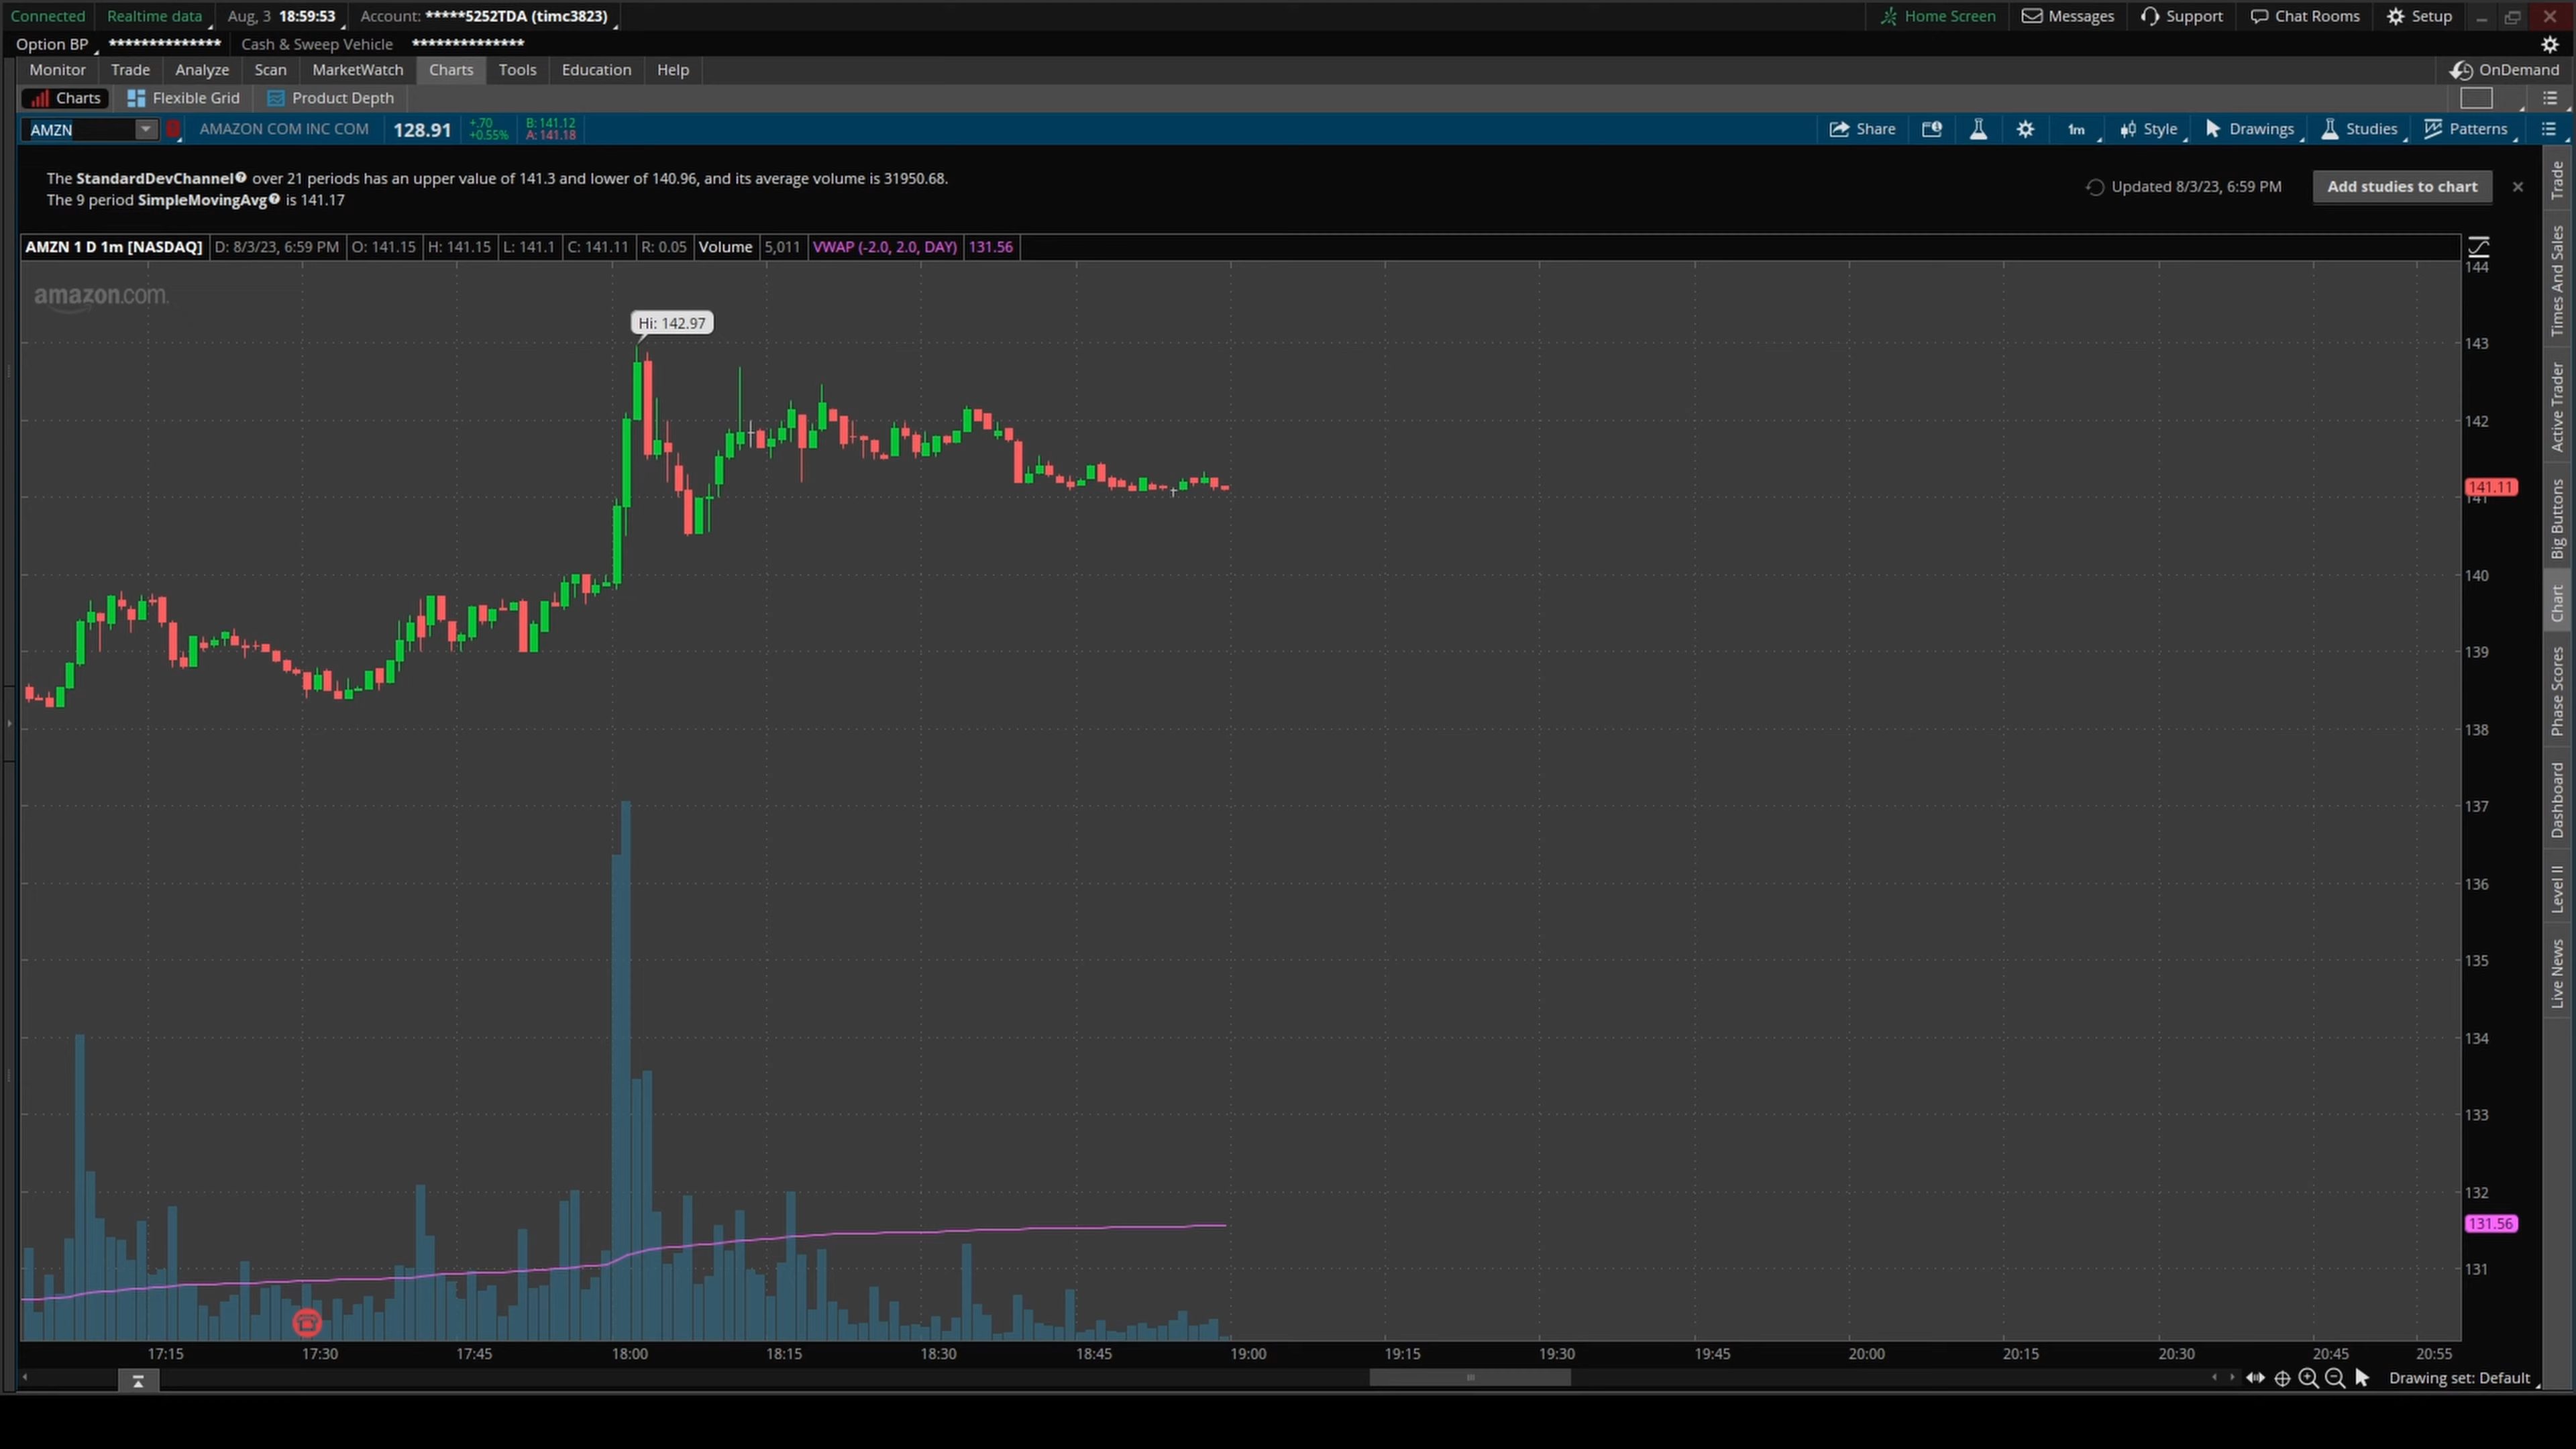 Connected Realtime data Aug, 3 18:59:53 Account: *****5252TDA (timc3823) Home Screen Messages Support Chat Rooms Setup
Option BP ************** Cash & Sweep Vehicle **************
Monitor Trade Analyze Scan MarketWatch Charts Tools Education Help OnDemand
Charts Flexible Grid Product Depth
AMZN AMAZON COM INC COM 128.91 +.70 +0.55% B: 141.12 A: 141.18 Share 1m Style Drawings Studies Patterns
The StandardDevChannel over 21 periods has an upper value of 141.3 and lower of 140.96, and its average volume is 31950.68.
The 9 period SimpleMovingAvg is 141.17
Updated 8/3/23, 6:59 PM Add studies to chart
AMZN 1 D 1m [NASDAQ] D: 8/3/23, 6:59 PM O: 141.15 H: 141.15 L: 141.1 C: 141.11 R: 0.05 Volume 5,011 VWAP (-2.0, 2.0, DAY) 131.56
amazon.com.
Hi: 142.97
144
143
142
141.11
141
140
139
138
137
136
135
134
133
132
131.56
131
17:15 17:30 17:45 18:00 18:15 18:30 18:45 19:00 19:15 19:30 19:45 20:00 20:15 20:30 20:45 20:55
Drawing set: Default
Trade
Times And Sales
Active Trader
Big Buttons
Chart
Phase Scores
Dashboard
Level II
Live News